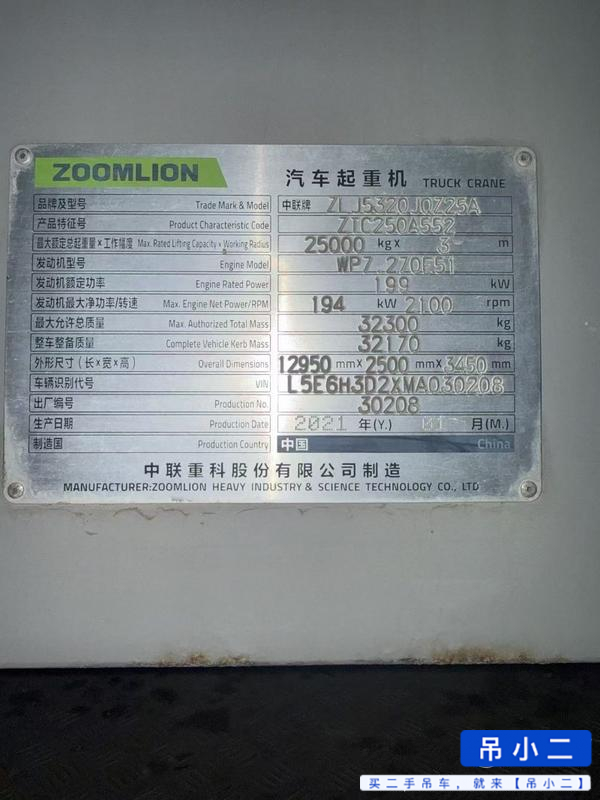 ZOOMLION 汽车起重机 TRUCK CRANE
品牌及型号 Trade Mark & Model 中联牌 ZLJ5320JQZ25A
产品特征号 Product Characteristic Code ZTC250A552
最大额定总起重量×工作幅度 Max. Rated Lifting Capacity × Working Radius 25000 kg× 3 m
发动机型号 Engine Model WP7.270E51
发动机额定功率 Engine Rated Power 199 kW
发动机最大净功率/转速 Max. Engine Net Power/RPM 194 kW 2100 rpm
最大允许总质量 Max. Authorized Total Mass 32300 kg
整车整备质量 Complete Vehicle Kerb Mass 32170 kg
外形尺寸(长×宽×高) Overall Dimensions 12950 mm× 2500 mm× 3450 mm
车辆识别代号 VIN L5E6H3D2XMA030208
出厂编号 Production No. 30208
生产日期 Production Date 2021 年(Y.) 月(M.)
制造国 Production Country 中国 China
中联重科股份有限公司制造
MANUFACTURER:ZOOMLION HEAVY INDUSTRY & SCIENCE TECHNOLOGY CO., LTD
吊小二
买二手吊车,就来【吊小二】